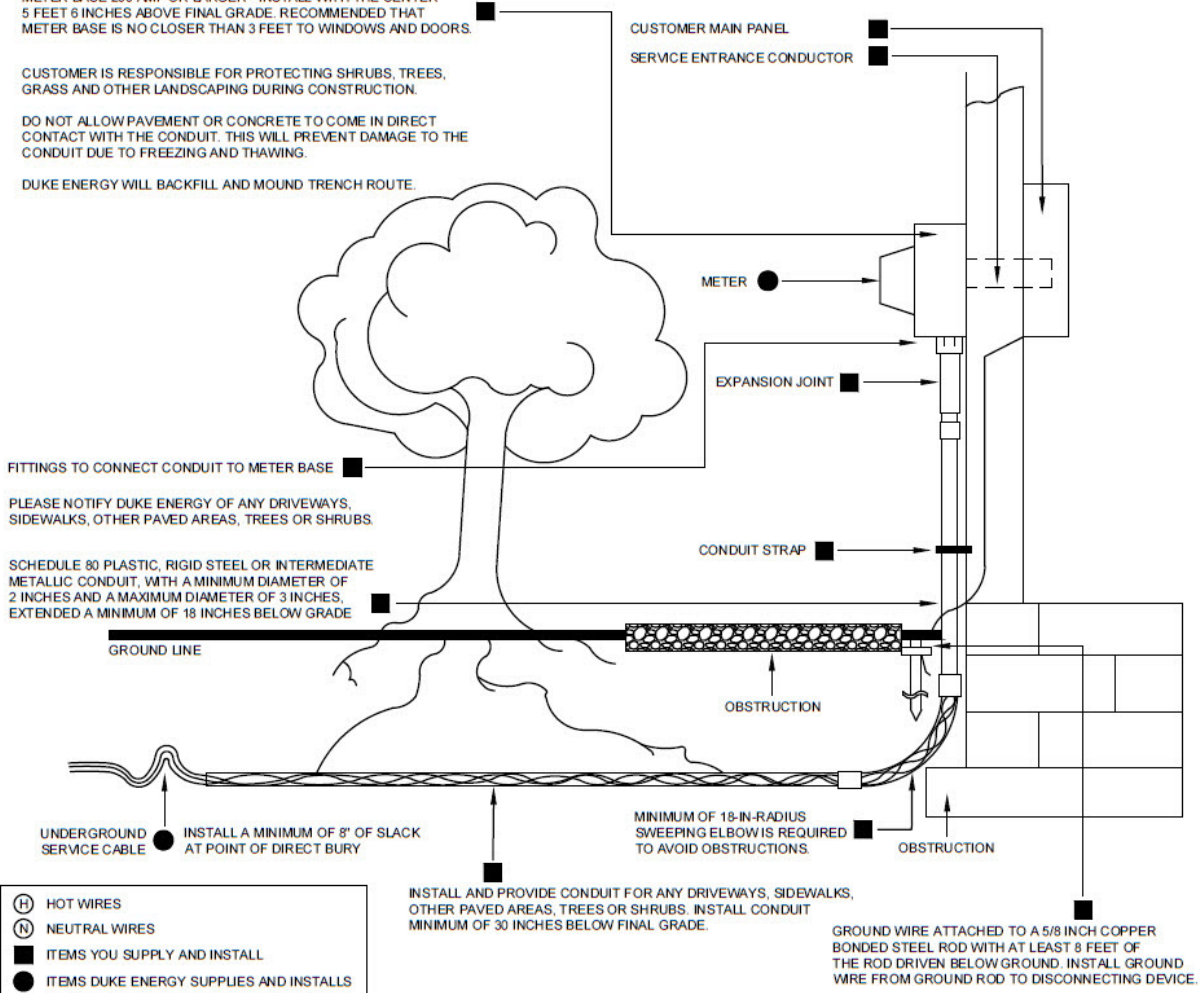 5 FEET 6 INCHES ABOVE FINAL GRADE. RECOMMENDED THAT
METER BASE IS NO CLOSER THAN 3 FEET TO WINDOWS AND DOORS.
CUSTOMER IS RESPONSIBLE FOR PROTECTING SHRUBS, TREES,
GRASS AND OTHER LANDSCAPING DURING CONSTRUCTION.
DO NOT ALLOW PAVEMENT OR CONCRETE TO COME IN DIRECT
CONTACT WITH THE CONDUIT. THIS WILL PREVENT DAMAGE TO THE
CONDUIT DUE TO FREEZING AND THAWING.
DUKE ENERGY WILL BACKFILL AND MOUND TRENCH ROUTE.
CUSTOMER MAIN PANEL
SERVICE ENTRANCE CONDUCTOR
METER
EXPANSION JOINT
FITTINGS TO CONNECT CONDUIT TO METER BASE
PLEASE NOTIFY DUKE ENERGY OF ANY DRIVEWAYS,
SIDEWALKS, OTHER PAVED AREAS, TREES OR SHRUBS.
CONDUIT STRAP
SCHEDULE 80 PLASTIC, RIGID STEEL OR INTERMEDIATE
METALLIC CONDUIT, WITH A MINIMUM DIAMETER OF
2 INCHES AND A MAXIMUM DIAMETER OF 3 INCHES,
EXTENDED A MINIMUM OF 18 INCHES BELOW GRADE
GROUND LINE
OBSTRUCTION
UNDERGROUND
SERVICE CABLE
INSTALL A MINIMUM OF 8" OF SLACK
AT POINT OF DIRECT BURY
MINIMUM OF 18-IN-RADIUS
SWEEPING ELBOW IS REQUIRED
TO AVOID OBSTRUCTIONS.
OBSTRUCTION
INSTALL AND PROVIDE CONDUIT FOR ANY DRIVEWAYS, SIDEWALKS,
OTHER PAVED AREAS, TREES OR SHRUBS. INSTALL CONDUIT
MINIMUM OF 30 INCHES BELOW FINAL GRADE.
GROUND WIRE ATTACHED TO A 5/8 INCH COPPER
BONDED STEEL ROD WITH AT LEAST 8 FEET OF
THE ROD DRIVEN BELOW GROUND. INSTALL GROUND
WIRE FROM GROUND ROD TO DISCONNECTING DEVICE.
H HOT WIRES
N NEUTRAL WIRES
ITEMS YOU SUPPLY AND INSTALL
ITEMS DUKE ENERGY SUPPLIES AND INSTALLS